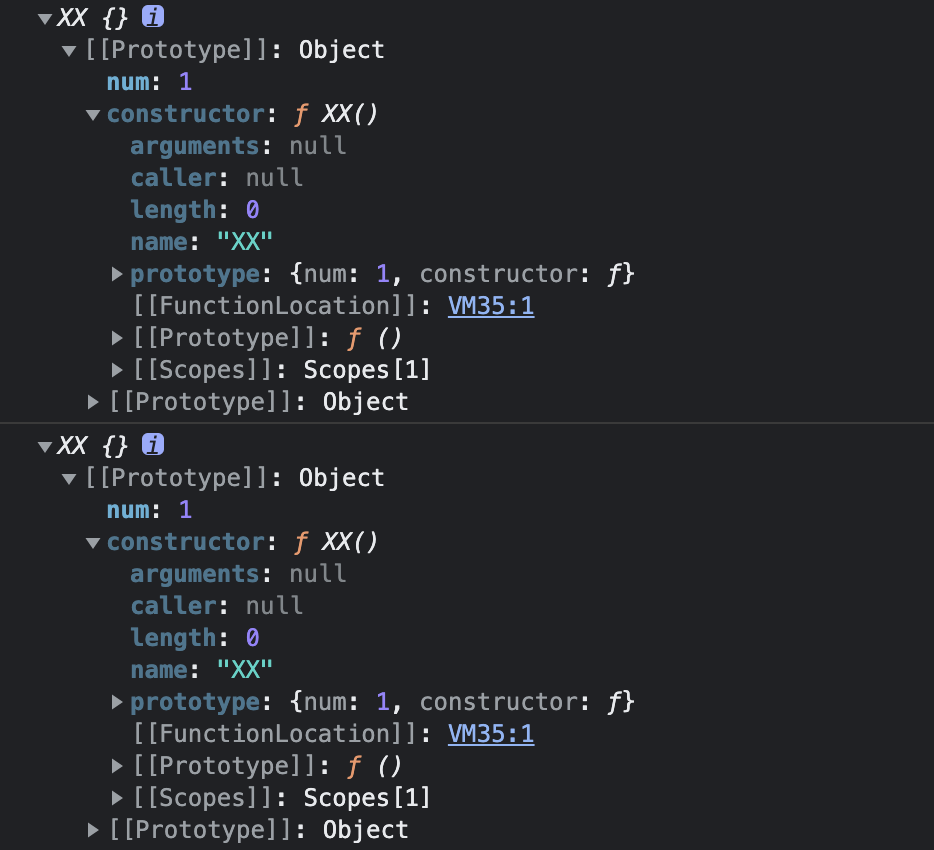 ▼XX {} i
▼[[Prototype]]: Object
num: 1
▼constructor: ƒ XX()
arguments: null
caller: null
length: 0
name: "XX"
▶prototype: {num: 1, constructor: ƒ}
[[FunctionLocation]]: VM35:1
▶[[Prototype]]: ƒ ()
▶[[Scopes]]: Scopes[1]
▶[[Prototype]]: Object
▼XX {} i
▼[[Prototype]]: Object
num: 1
▼constructor: ƒ XX()
arguments: null
caller: null
length: 0
name: "XX"
▶prototype: {num: 1, constructor: ƒ}
[[FunctionLocation]]: VM35:1
▶[[Prototype]]: ƒ ()
▶[[Scopes]]: Scopes[1]
▶[[Prototype]]: Object